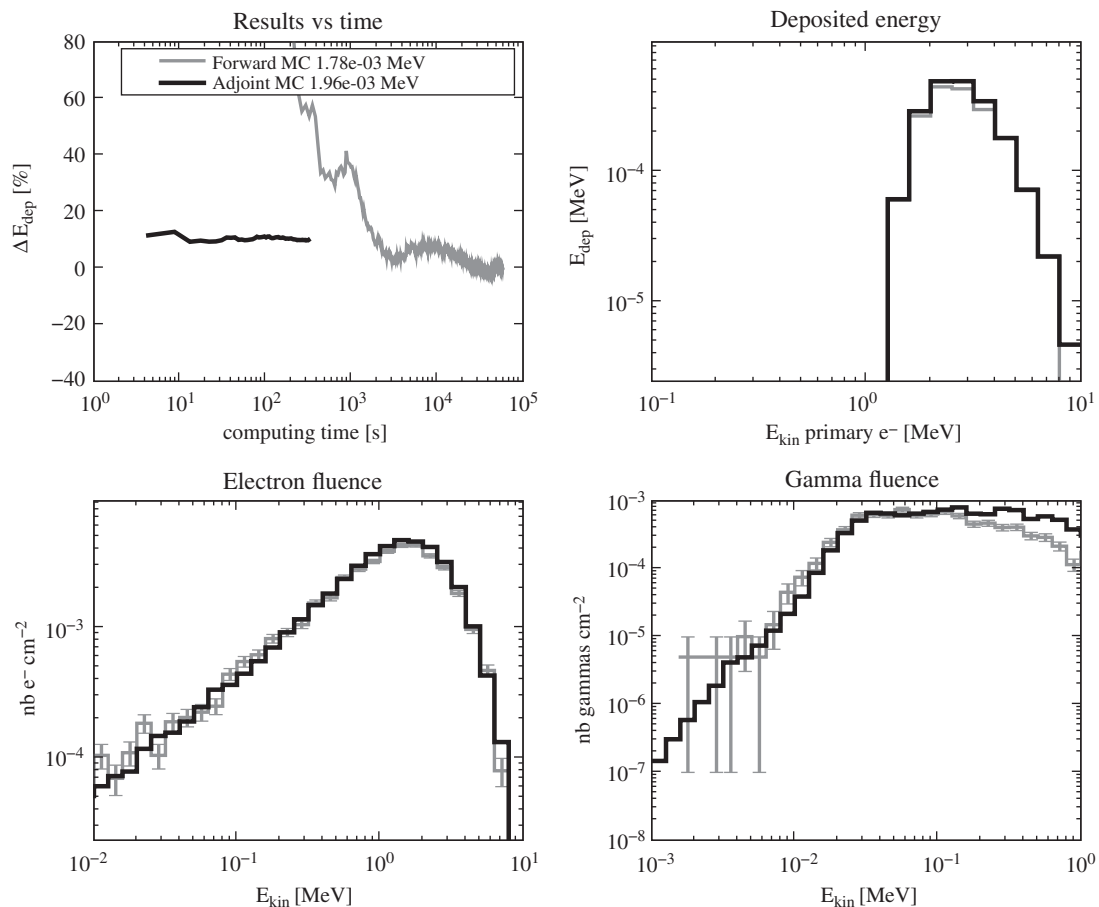 Results vs time
80
60
40
20
0
−20
−40
ΔE_dep [%]
Forward MC 1.78e-03 MeV
Adjoint MC 1.96e-03 MeV
10^0 10^1 10^2 10^3 10^4 10^5
computing time [s]
Deposited energy
10^−4
10^−5
E_dep [MeV]
10^−1 10^0 10^1
E_kin primary e− [MeV]
Electron fluence
10^−3
10^−4
nb e− cm^−2
10^−2 10^−1 10^0 10^1
E_kin [MeV]
Gamma fluence
10^−3
10^−4
10^−5
10^−6
10^−7
10^−8
nb gammas cm^−2
10^−3 10^−2 10^−1 10^0
E_kin [MeV]